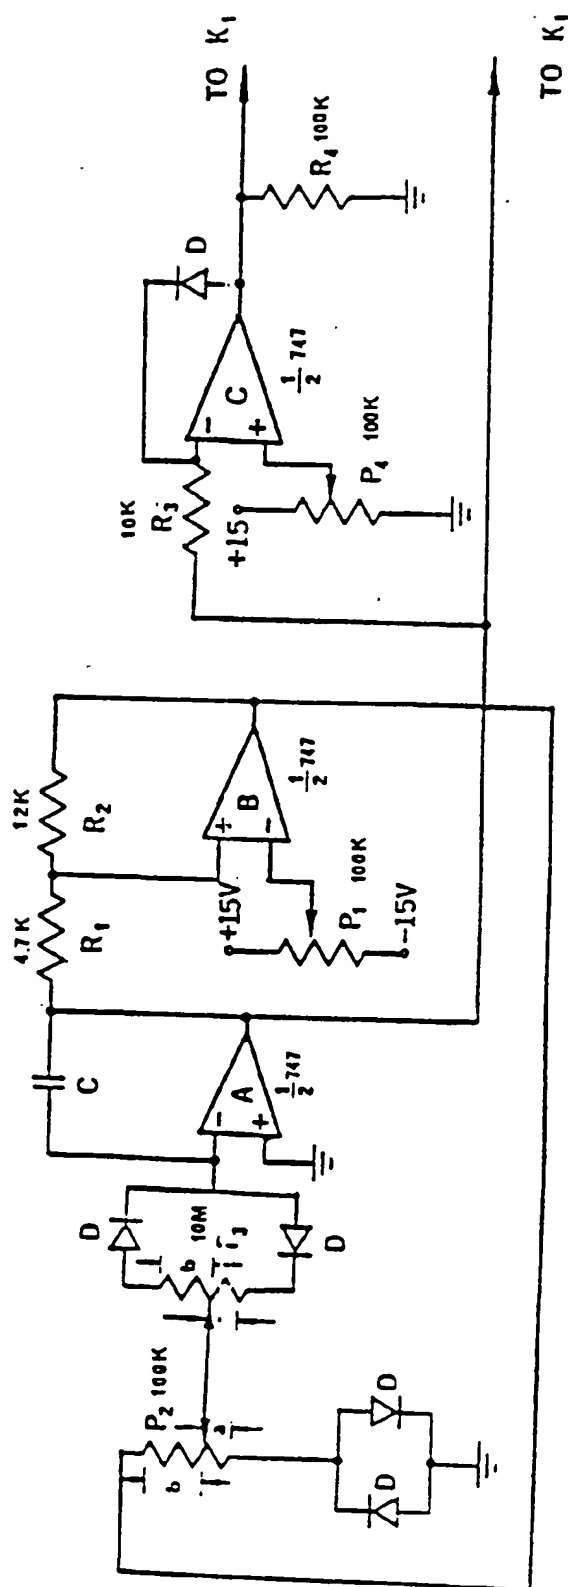 P2 100K
b
a
D
D
D
10M
b
D
C
A
-
+
1/2 747
4.7K
R1
12K
R2
+15V
P1 100K
-15V
B
+
-
1/2 747
10K
R3
+15
P4 100K
C
-
+
1/2 747
D
R4 100K
TO K1
TO K1